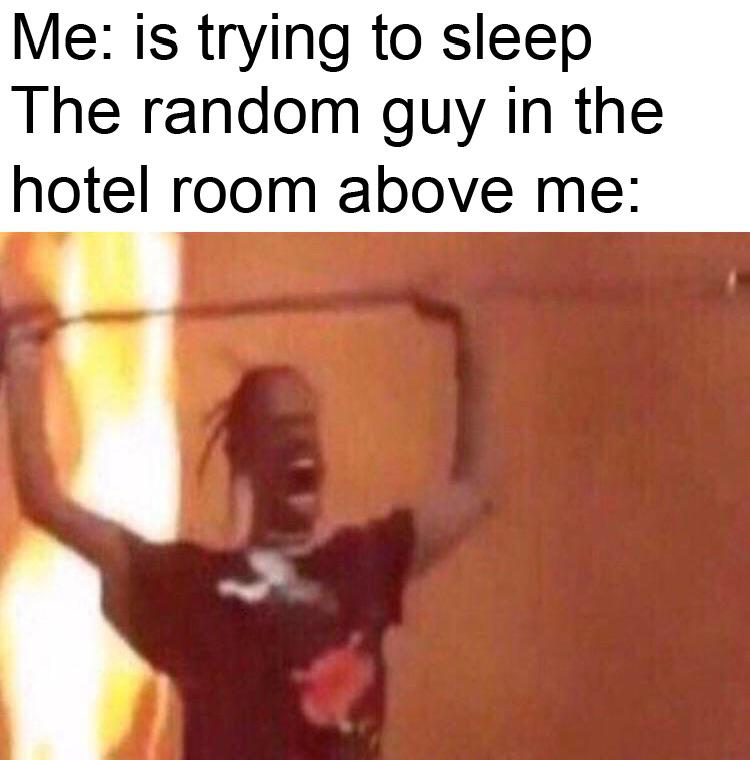 Me: is trying to sleep
The random guy in the
hotel room above me: